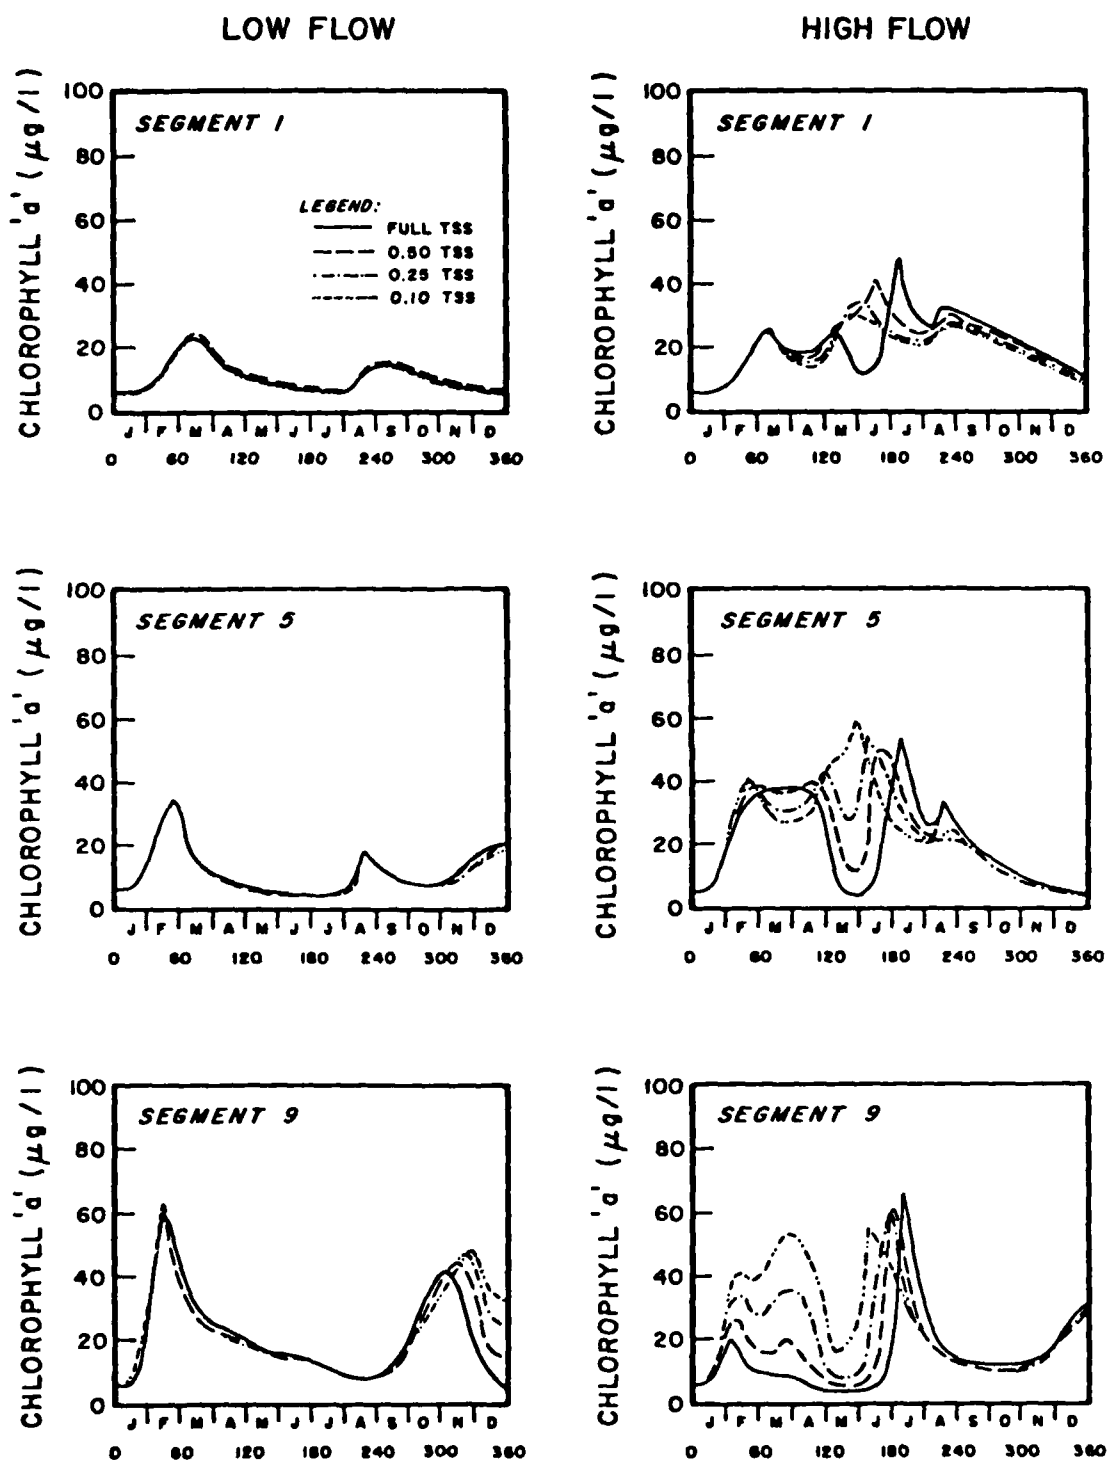 LOW FLOW
HIGH FLOW
CHLOROPHYLL 'a' (µg/l)
100
80
60
40
20
0
SEGMENT 1
LEGEND:
FULL TSS
0.50 TSS
0.25 TSS
0.10 TSS
J F M A M J J A S O N D
0 60 120 180 240 300 360
CHLOROPHYLL 'a' (µg/l)
100
80
60
40
20
0
SEGMENT 1
J F M A M J J A S O N D
0 60 120 180 240 300 360
CHLOROPHYLL 'a' (µg/l)
100
80
60
40
20
0
SEGMENT 5
J F M A M J J A S O N D
0 60 120 180 240 300 360
CHLOROPHYLL 'a' (µg/l)
100
80
60
40
20
0
SEGMENT 5
J F M A M J J A S O N D
0 60 120 180 240 300 360
CHLOROPHYLL 'a' (µg/l)
100
80
60
40
20
0
SEGMENT 9
J F M A M J J A S O N D
0 60 120 180 240 300 360
CHLOROPHYLL 'a' (µg/l)
100
80
60
40
20
0
SEGMENT 9
J F M A M J J A S O N D
0 60 120 180 240 300 360